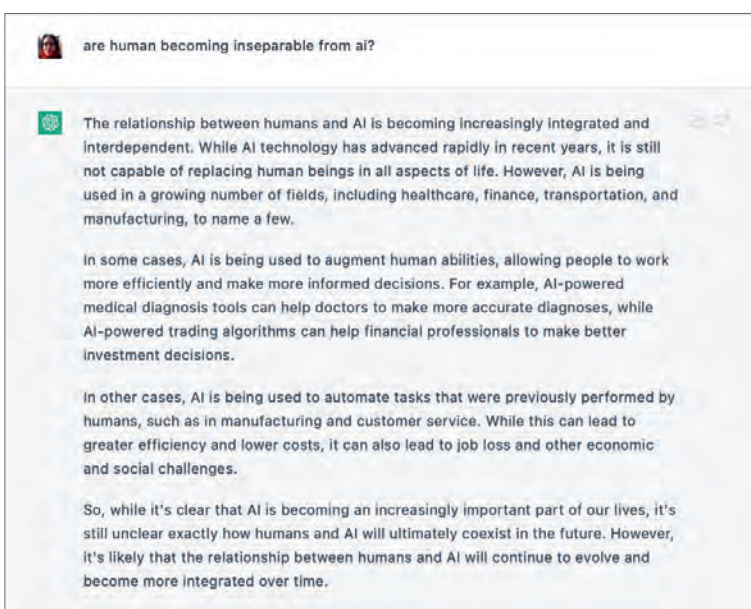 are human becoming inseparable from ai?
The relationship between humans and AI is becoming increasingly integrated and
interdependent. While AI technology has advanced rapidly in recent years, it is still
not capable of replacing human beings in all aspects of life. However, AI is being
used in a growing number of fields, including healthcare, finance, transportation, and
manufacturing, to name a few.
In some cases, AI is being used to augment human abilities, allowing people to work
more efficiently and make more informed decisions. For example, AI-powered
medical diagnosis tools can help doctors to make more accurate diagnoses, while
AI-powered trading algorithms can help financial professionals to make better
investment decisions.
In other cases, AI is being used to automate tasks that were previously performed by
humans, such as in manufacturing and customer service. While this can lead to
greater efficiency and lower costs, it can also lead to job loss and other economic
and social challenges.
So, while it's clear that AI is becoming an increasingly important part of our lives, it's
still unclear exactly how humans and AI will ultimately coexist in the future. However,
it's likely that the relationship between humans and AI will continue to evolve and
become more integrated over time.